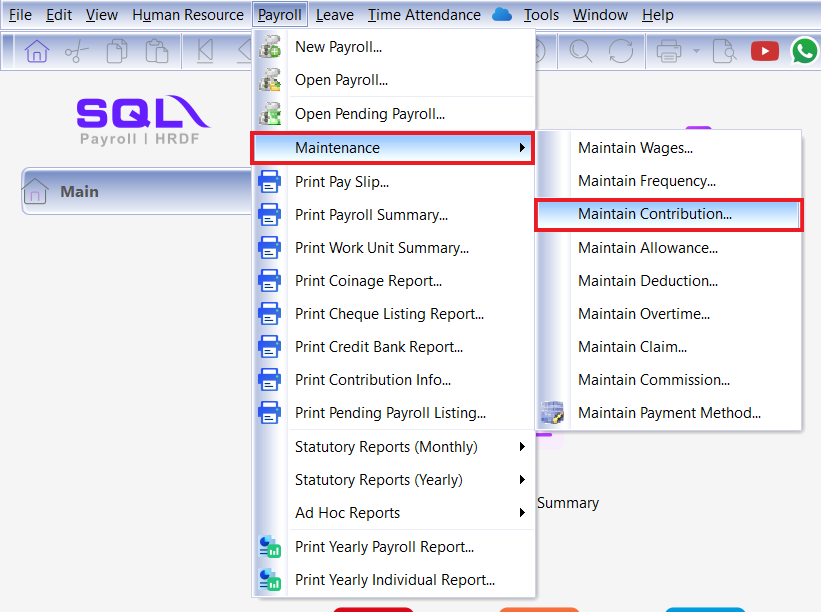 File Edit View Human Resource Payroll Leave Time Attendance Tools Window Help
SQL
Payroll | HRDF
Main
New Payroll...
Open Payroll...
Open Pending Payroll...
Maintenance
Print Pay Slip...
Print Payroll Summary...
Print Work Unit Summary...
Print Coinage Report...
Print Cheque Listing Report...
Print Credit Bank Report...
Print Contribution Info...
Print Pending Payroll Listing...
Statutory Reports (Monthly)
Statutory Reports (Yearly)
Ad Hoc Reports
Print Yearly Payroll Report...
Print Yearly Individual Report...
Maintain Wages...
Maintain Frequency...
Maintain Contribution...
Maintain Allowance...
Maintain Deduction...
Maintain Overtime...
Maintain Claim...
Maintain Commission...
Maintain Payment Method...
Summary